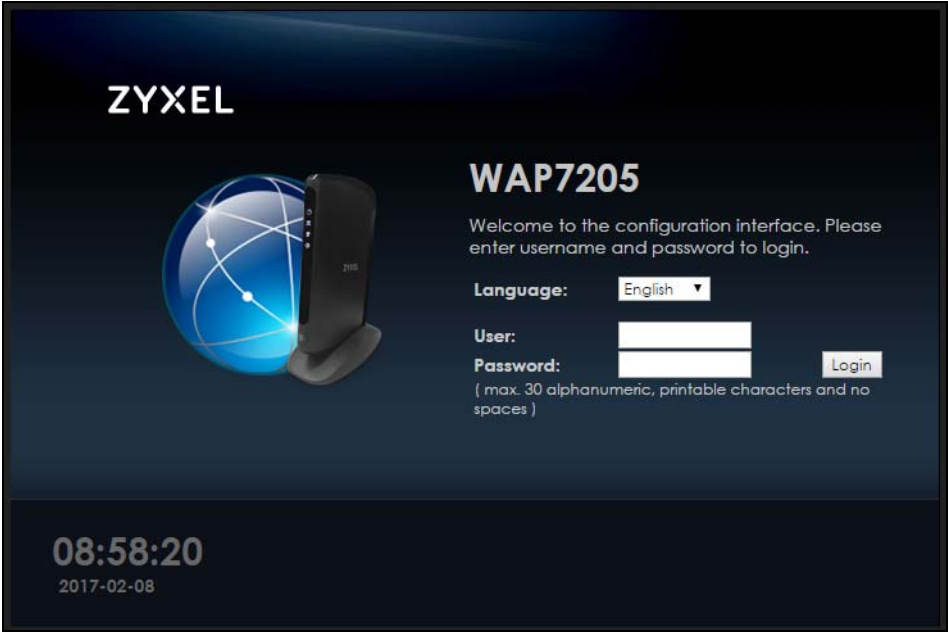 ZYXEL
WAP7205
Welcome to the configuration interface. Please
enter username and password to login.
Language: English
User:
Password: Login
( max. 30 alphanumeric, printable characters and no
spaces )
ZYXEL
08:58:20
2017-02-08